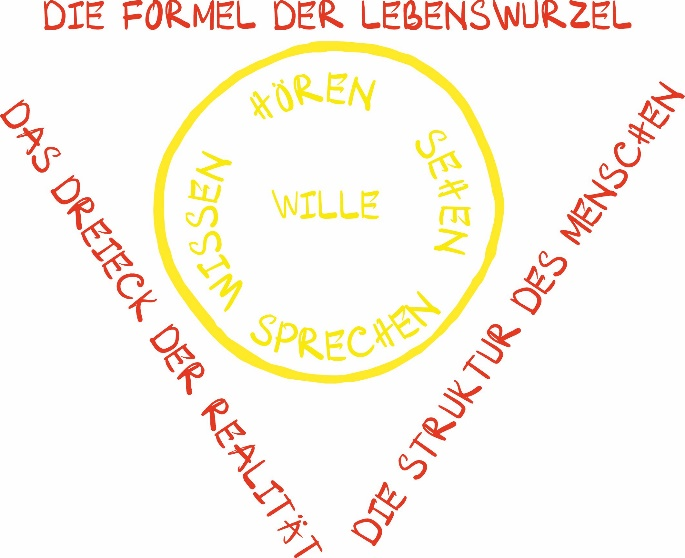 DIE FORMEL DER LEBENSWURZEL
HÖREN
SEHEN
SPRECHEN
WISSEN
WILLE
DAS DREIECK DER REALITÄT
DIE STRUKTUR DES MENSCHEN